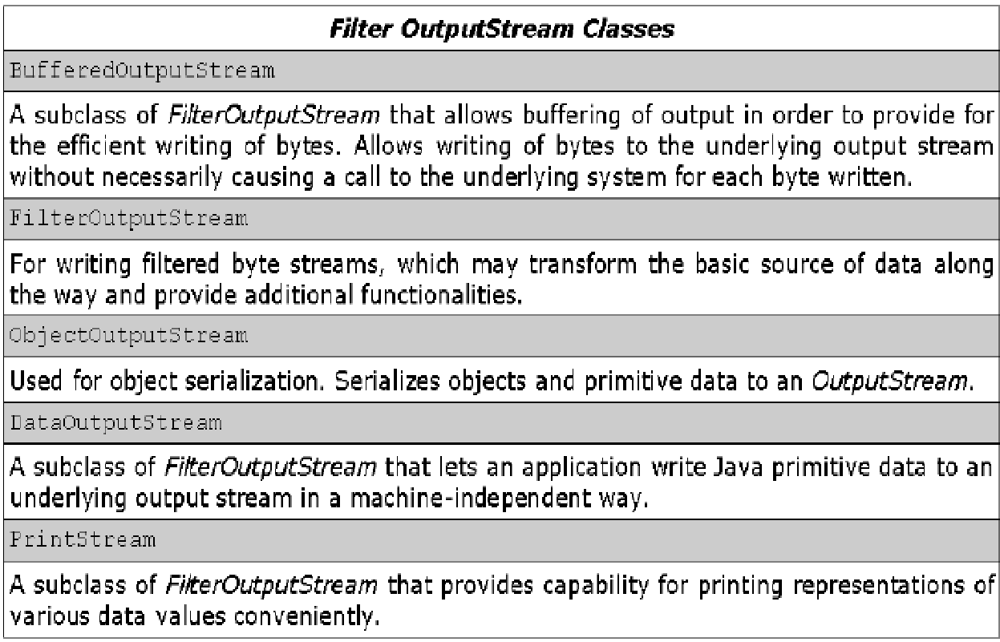 Filter OutputStream Classes
BufferedOutputStream
A subclass of FilterOutputStream that allows buffering of output in order to provide for
the efficient writing of bytes. Allows writing of bytes to the underlying output stream
without necessarily causing a call to the underlying system for each byte written.
FilterOutputStream
For writing filtered byte streams, which may transform the basic source of data along
the way and provide additional functionalities.
ObjectOutputStream
Used for object serialization. Serializes objects and primitive data to an OutputStream.
DataOutputStream
A subclass of FilterOutputStream that lets an application write Java primitive data to an
underlying output stream in a machine-independent way.
PrintStream
A subclass of FilterOutputStream that provides capability for printing representations of
various data values conveniently.